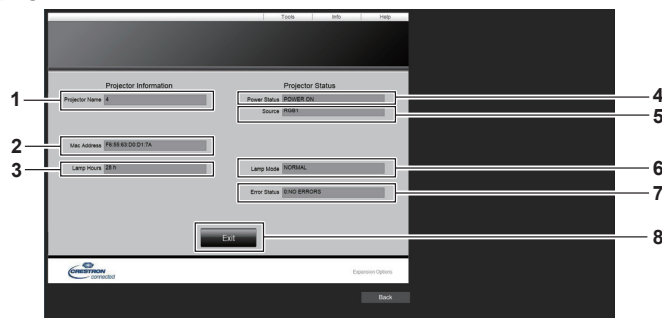 Tools Info Help
Projector Information
Projector Status
1 Projector Name 4
Power Status POWER ON 4
Source RGB1 5
2 Mac Address F6:55:63:D0:D1:7A
3 Lamp Hours 28 h
Lamp Mode NORMAL 6
Error Status 0:NO ERRORS 7
Exit 8
CRESTRON
connected
Expansion Options
Back